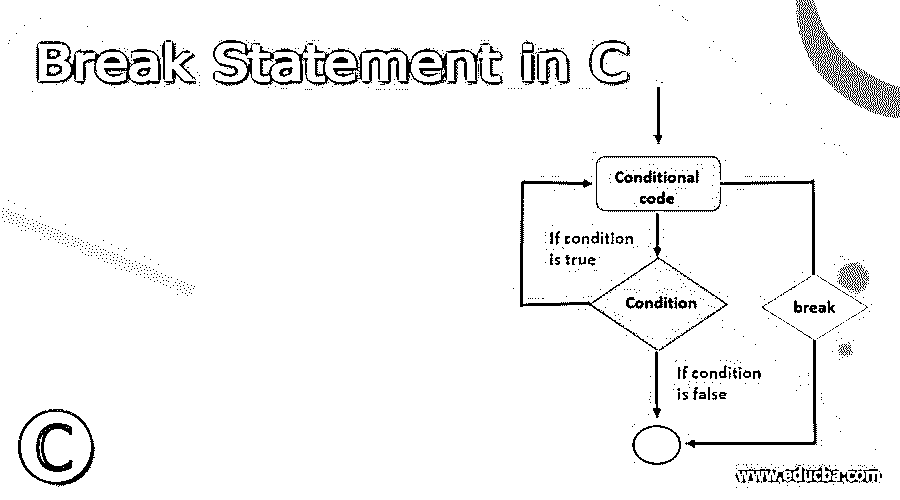 Break Statement in C
Conditional
code
If condition
is true
Condition
break
If condition
is false
C
www.educba.com